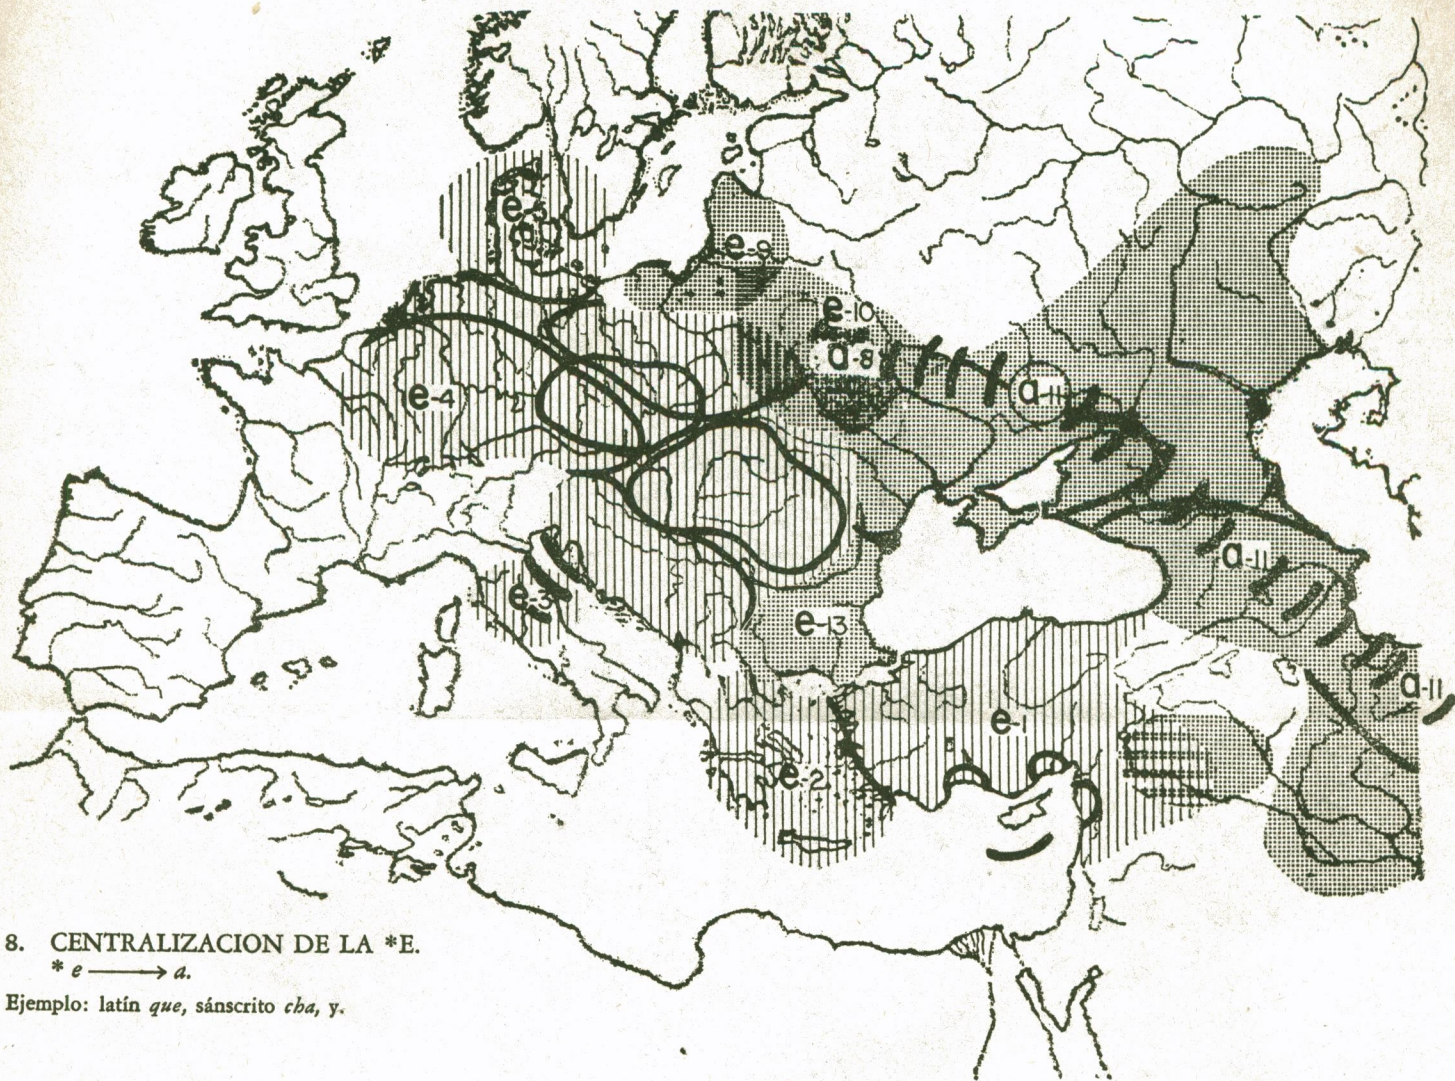 e-9
e-10
a-8
a-11
e-4
a-11
e-3
e-13
a-11
e-1
e-2
8. CENTRALIZACION DE LA *E.
* e ⟶ a.
Ejemplo: latín que, sánscrito cha, y.